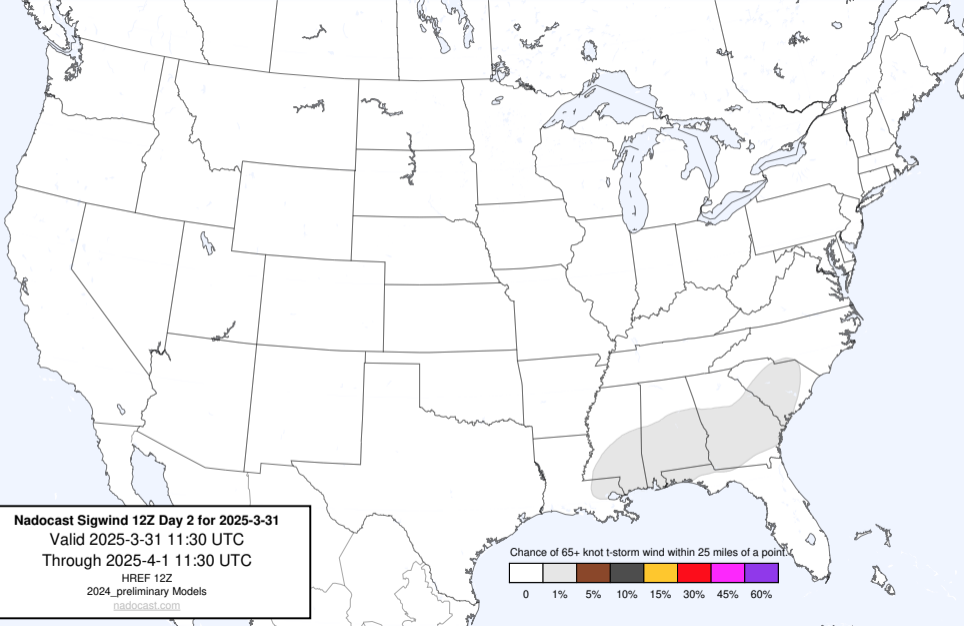 Nadocast Sigwind 12Z Day 2 for 2025-3-31
Valid 2025-3-31 11:30 UTC
Through 2025-4-1 11:30 UTC
HREF 12Z
2024_preliminary Models
nadocast.com
Chance of 65+ knot t-storm wind within 25 miles of a point.
0 1% 5% 10% 15% 30% 45% 60%